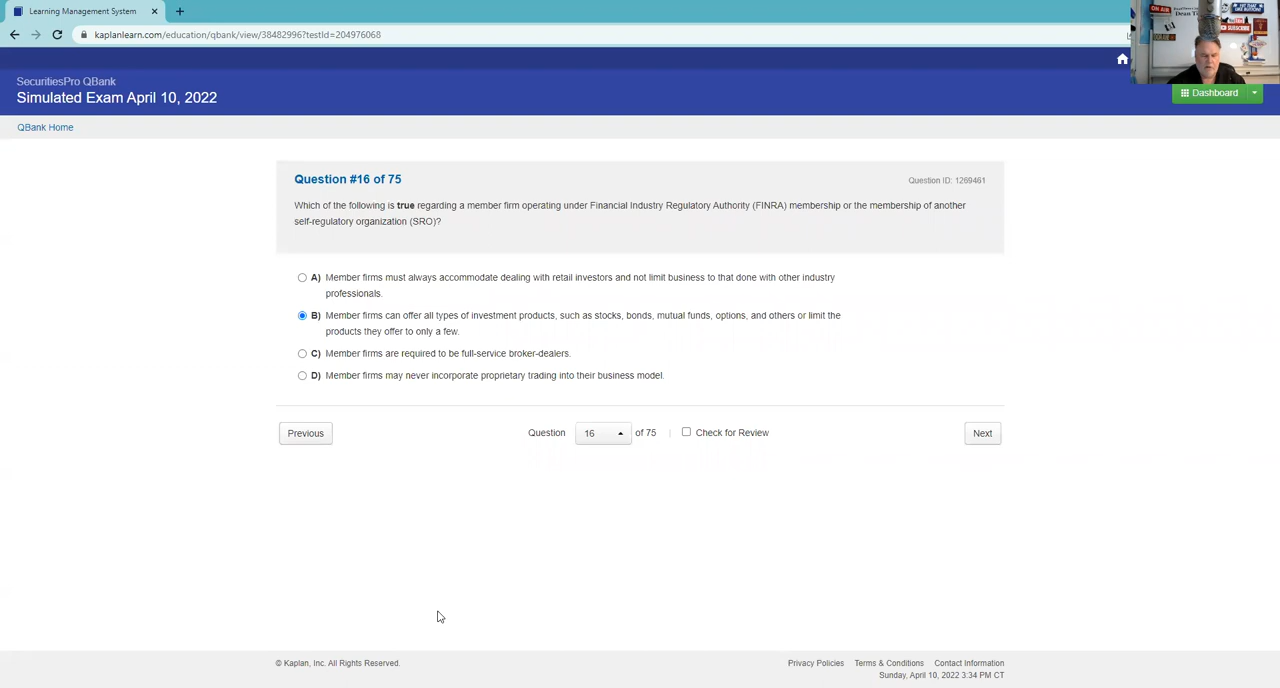 Learning Management System
kaplanlearn.com/education/qbank/view/38482996?testId=204976068
ON AIR
SUBSCRIBE
SecuritiesPro QBank
Simulated Exam April 10, 2022
Dashboard
QBank Home
Question #16 of 75
Question ID: 1269461
Which of the following is true regarding a member firm operating under Financial Industry Regulatory Authority (FINRA) membership or the membership of another
self-regulatory organization (SRO)?
A) Member firms must always accommodate dealing with retail investors and not limit business to that done with other industry
professionals.
B) Member firms can offer all types of investment products, such as stocks, bonds, mutual funds, options, and others or limit the
products they offer to only a few.
C) Member firms are required to be full-service broker-dealers.
D) Member firms may never incorporate proprietary trading into their business model.
Previous
Question 16 of 75 | Check for Review
Next
© Kaplan, Inc. All Rights Reserved.
Privacy Policies Terms & Conditions Contact Information
Sunday, April 10, 2022 3:34 PM CT